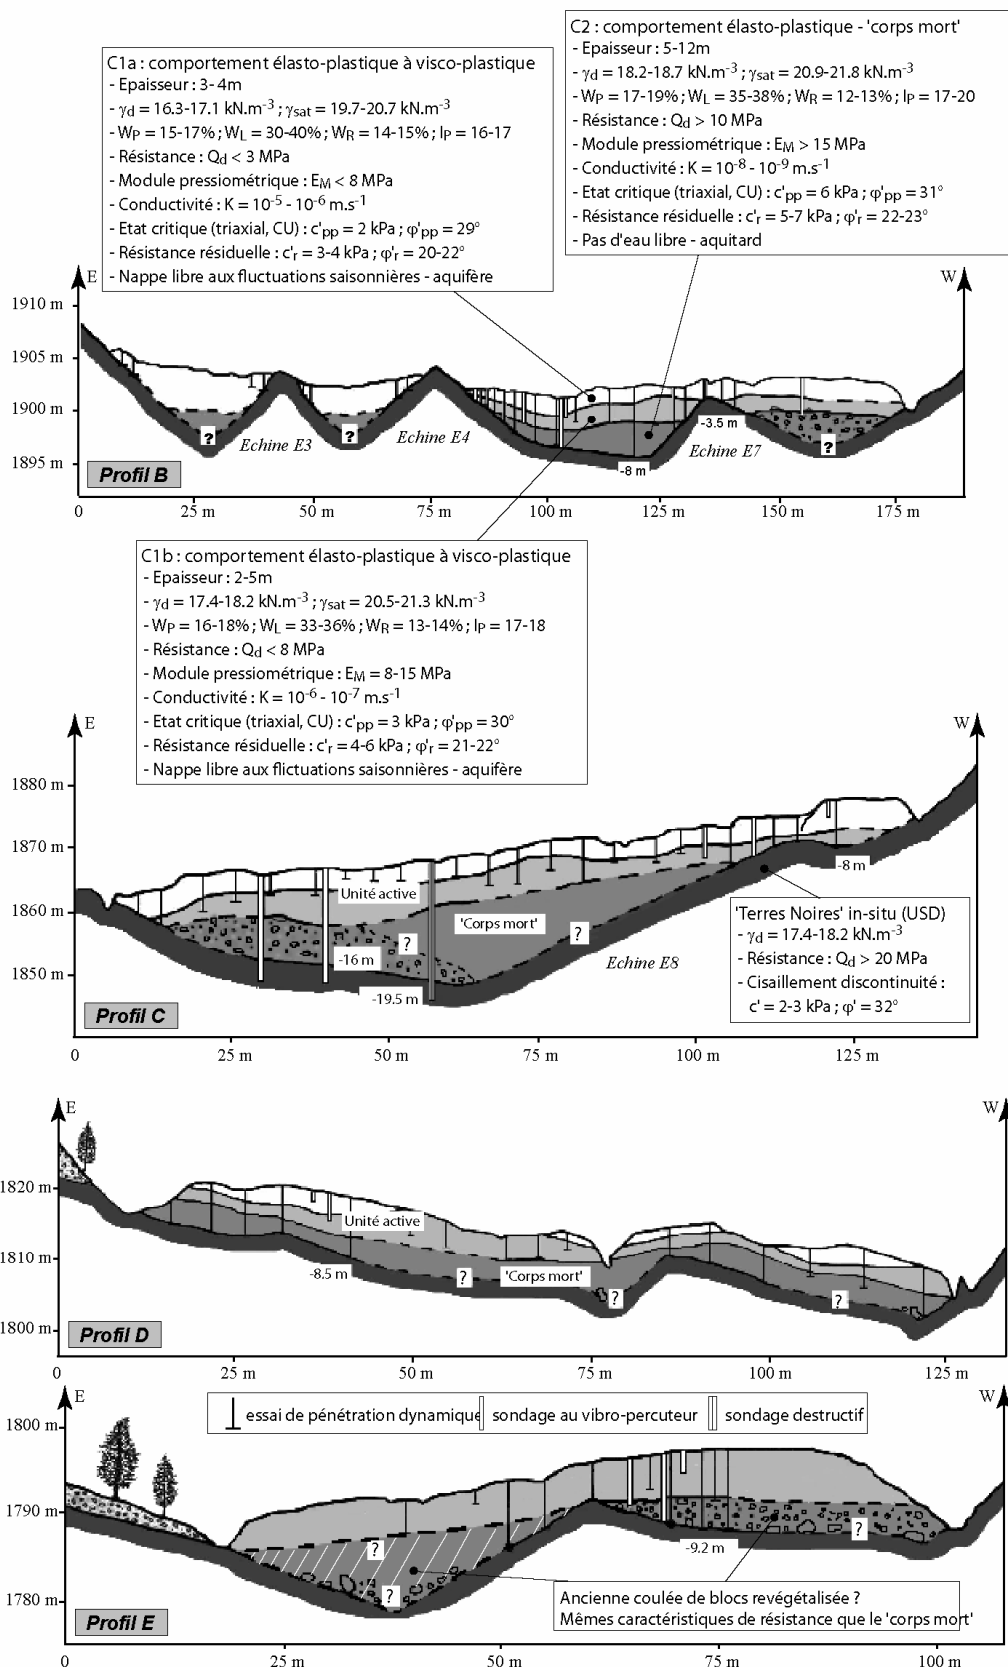 C2 : comportement élasto-plastique - 'corps mort'
- Epaisseur : 5-12m
- γd = 18.2-18.7 kN.m-3 ; γsat = 20.9-21.8 kN.m-3
- WP = 17-19% ; WL = 35-38% ; WR = 12-13% ; IP = 17-20
- Résistance : Qd > 10 MPa
- Module pressiométrique : EM > 15 MPa
- Conductivité : K = 10-8 - 10-9 m.s-1
- Etat critique (triaxial, CU) : c'pp = 6 kPa ; φ'pp = 31°
- Résistance résiduelle : c'r = 5-7 kPa ; φ'r = 22-23°
- Pas d'eau libre - aquitard
C1a : comportement élasto-plastique à visco-plastique
- Epaisseur : 3- 4m
- γd = 16.3-17.1 kN.m-3 ; γsat = 19.7-20.7 kN.m-3
- WP = 15-17% ; WL = 30-40% ; WR = 14-15% ; IP = 16-17
- Résistance : Qd < 3 MPa
- Module pressiométrique : EM < 8 MPa
- Conductivité : K = 10-5 - 10-6 m.s-1
- Etat critique (triaxial, CU) : c'pp = 2 kPa ; φ'pp = 29°
- Résistance résiduelle : c'r = 3-4 kPa ; φ'r = 20-22°
- Nappe libre aux fluctuations saisonnières - aquifère
E W
1910 m
1905 m
1900 m
1895 m
? Echine E3 ? Echine E4 -8 m -3.5 m Echine E7 ?
Profil B
0 25 m 50 m 75 m 100 m 125 m 150 m 175 m
C1b : comportement élasto-plastique à visco-plastique
- Epaisseur : 2-5m
- γd = 17.4-18.2 kN.m-3 ; γsat = 20.5-21.3 kN.m-3
- WP = 16-18% ; WL = 33-36% ; WR = 13-14% ; IP = 17-18
- Résistance : Qd < 8 MPa
- Module pressiométrique : EM = 8-15 MPa
- Conductivité : K = 10-6 - 10-7 m.s-1
- Etat critique (triaxial, CU) : c'pp = 3 kPa ; φ'pp = 30°
- Résistance résiduelle : c'r = 4-6 kPa ; φ'r = 21-22°
- Nappe libre aux flictuations saisonnières - aquifère
E W
1880 m
1870 m
1860 m
1850 m
-8 m
Unité active
'Corps mort'
? ?
-16 m
Echine E8
-19.5 m
'Terres Noires' in-situ (USD)
- γd = 17.4-18.2 kN.m-3
- Résistance : Qd > 20 MPa
- Cisaillement discontinuité :
c' = 2-3 kPa ; φ' = 32°
Profil C
0 25 m 50 m 75 m 100 m 125 m
E W
1820 m
1810 m
1800 m
Unité active
-8.5 m ? 'Corps mort' ? ?
Profil D
0 25 m 50 m 75 m 100 m 125 m
E W
essai de pénétration dynamique sondage au vibro-percuteur sondage destructif
1800 m
1790 m
1780 m
? ? ?
-9.2 m
Ancienne coulée de blocs revégétalisée ?
Mêmes caractéristiques de résistance que le 'corps mort'
Profil E
0 25 m 50 m 75 m 100 m